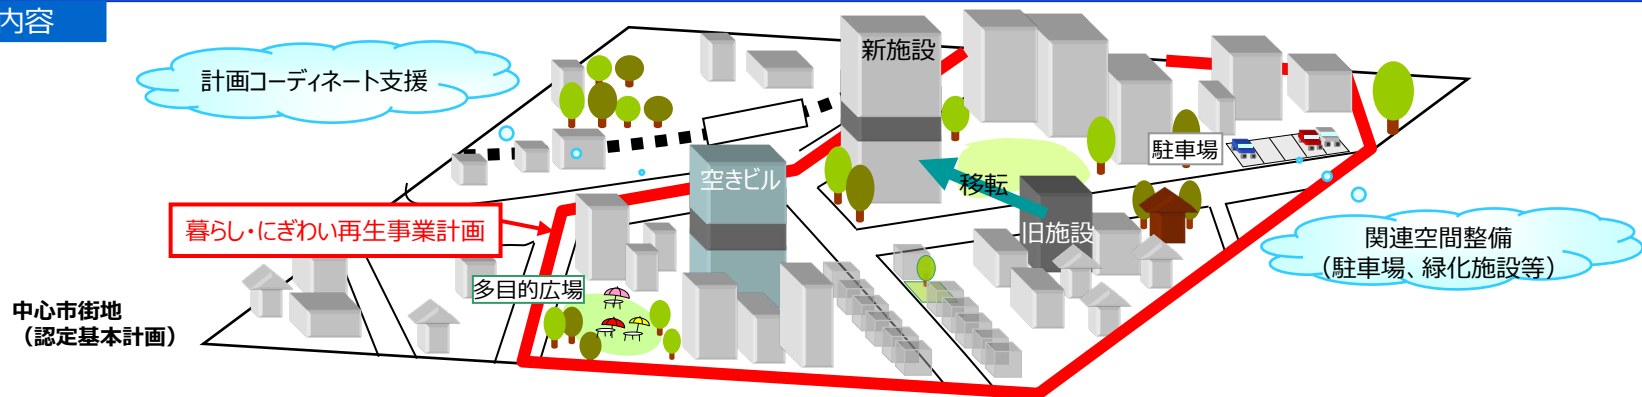 内容
新施設
計画コーディネート支援
駐車場
空きビル
移転
暮らし・にぎわい再生事業計画
旧施設
関連空間整備
（駐車場、緑化施設等）
多目的広場
中心市街地
（認定基本計画）